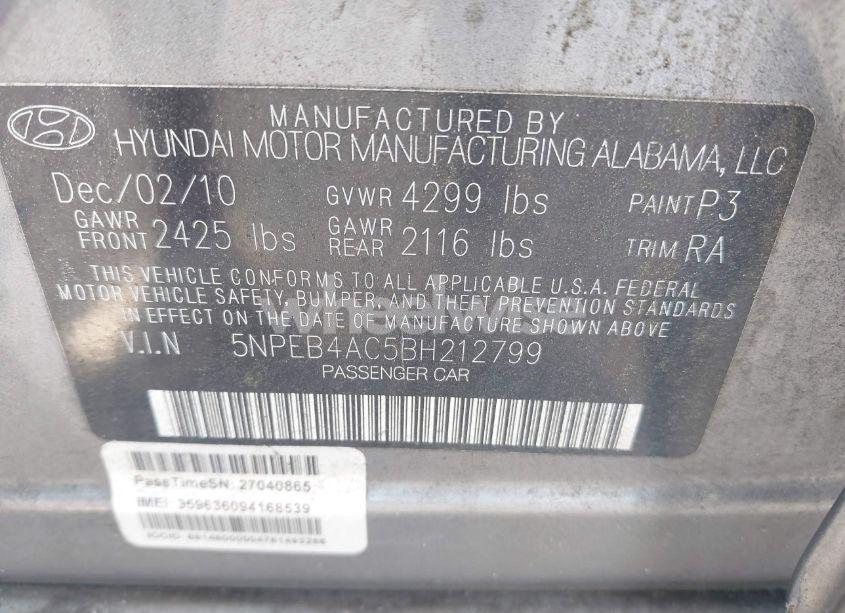 MANUFACTURED BY
HYUNDAI MOTOR MANUFACTURING ALABAMA, LLC
Dec/02/10 GVWR 4299 lbs PAINT P3
GAWR FRONT 2425 lbs GAWR REAR 2116 lbs TRIM RA
THIS VEHICLE CONFORMS TO ALL APPLICABLE U.S.A. FEDERAL
MOTOR VEHICLE SAFETY, BUMPER, AND THEFT PREVENTION STANDARDS
IN EFFECT ON THE DATE OF MANUFACTURE SHOWN ABOVE.
V.I.N 5NPEB4AC5BH212799
PASSENGER CAR
PassTimeSN: 27040865
IMEI: 359636094168539
ICCID: